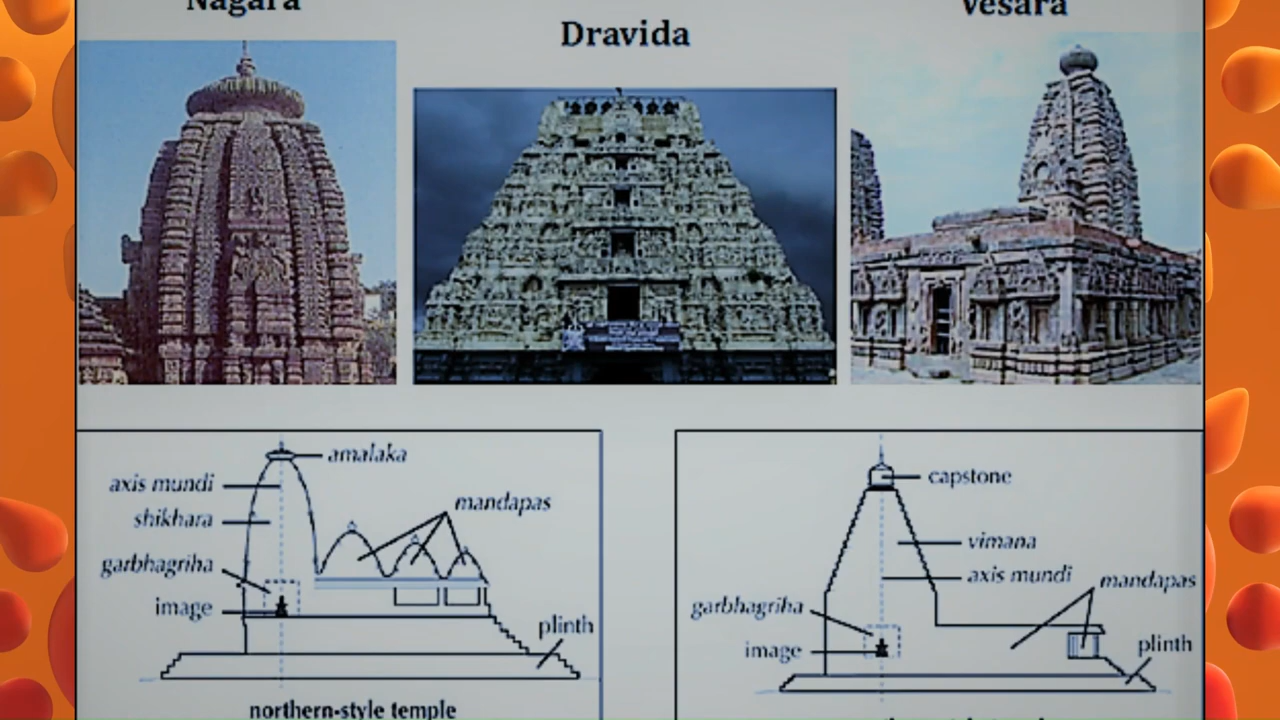 Nagara
Dravida
Vesara
amalaka
axis mundi
shikhara
garbhagriha
image
mandapas
plinth
northern-style temple
capstone
vimana
axis mundi
mandapas
garbhagriha
image
plinth